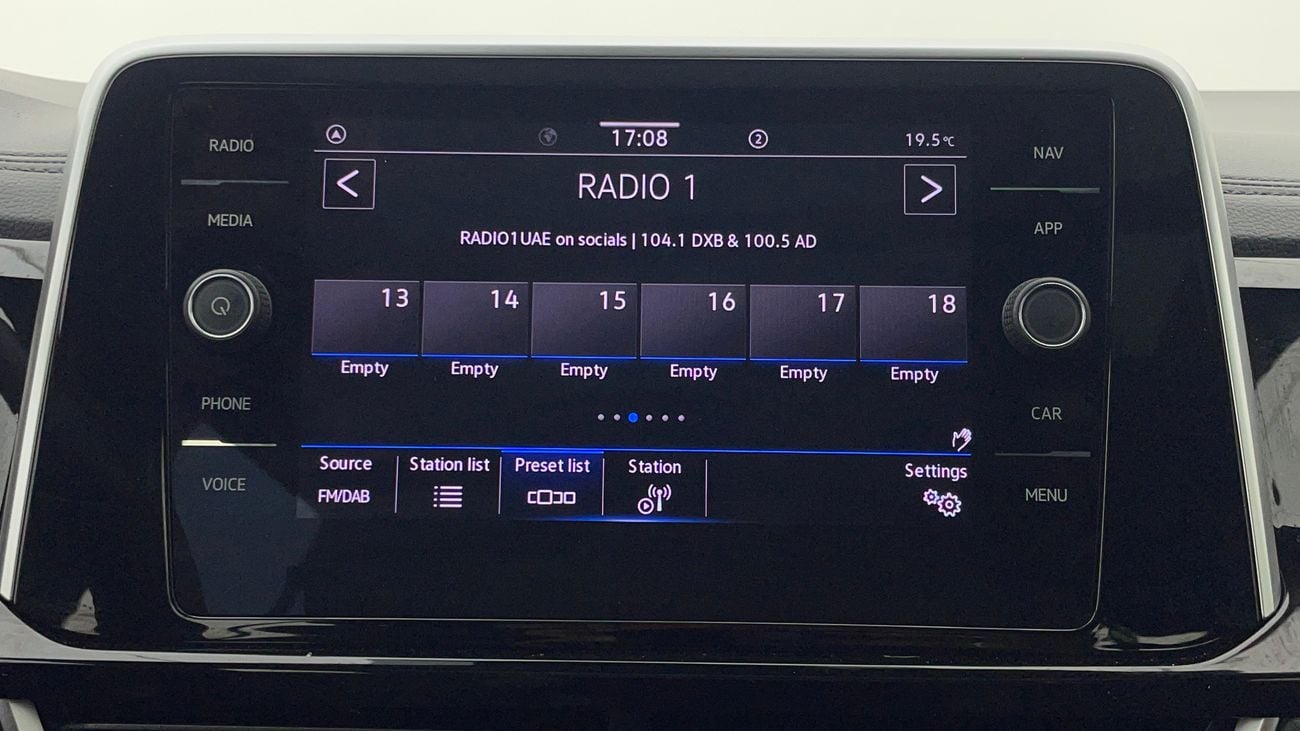 RADIO
MEDIA
PHONE
VOICE
17:08
2
19.5°C
< RADIO 1 >
RADIO1UAE on socials | 104.1 DXB & 100.5 AD
13 14 15 16 17 18
Empty Empty Empty Empty Empty Empty
Source Station list Preset list Station Settings
FM/DAB
NAV
APP
CAR
MENU